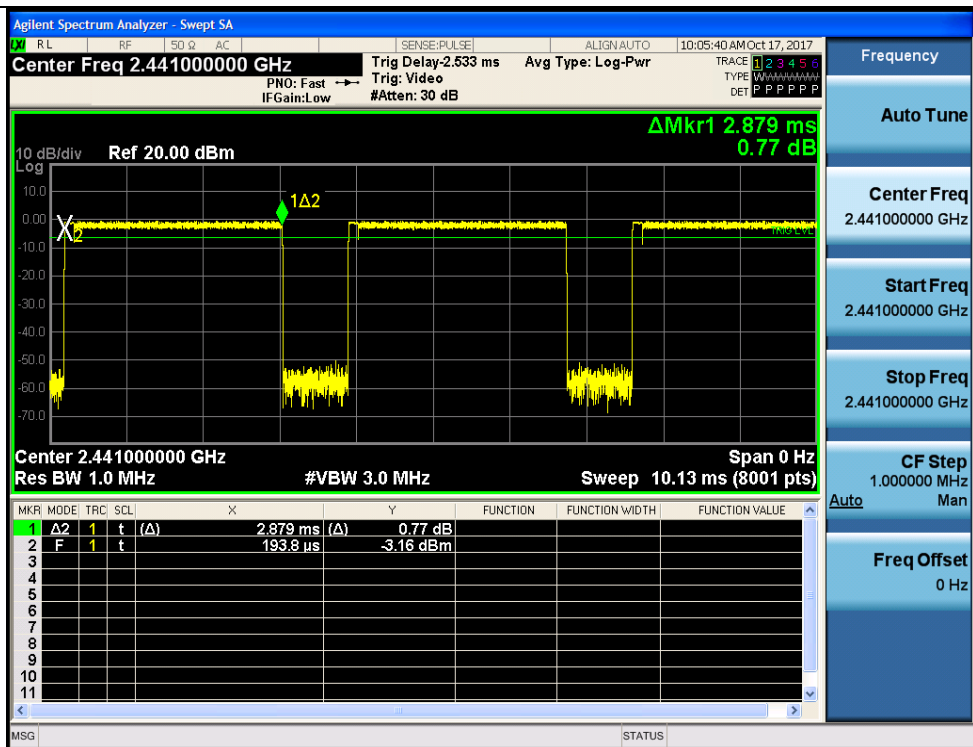 Agilent Spectrum Analyzer - Swept SA
LXI RL RF 50 Ω AC SENSE:PULSE ALIGN AUTO 10:05:40 AM Oct 17, 2017
Center Freq 2.441000000 GHz
Trig Delay-2.533 ms Avg Type: Log-Pwr TRACE 1 2 3 4 5 6
PNO: Fast Trig: Video TYPE WWWWWW
IFGain:Low #Atten: 30 dB DET P P P P P P
ΔMkr1 2.879 ms
0.77 dB
10 dB/div Ref 20.00 dBm
Log
10.0
0.00
-10.0
-20.0
-30.0
-40.0
-50.0
-60.0
-70.0
1Δ2
2
TRIG LVL
Center 2.441000000 GHz Span 0 Hz
Res BW 1.0 MHz #VBW 3.0 MHz Sweep 10.13 ms (8001 pts)
MKR MODE TRC SCL X Y FUNCTION FUNCTION WIDTH FUNCTION VALUE
1 Δ2 1 t (Δ) 2.879 ms (Δ) 0.77 dB
2 F 1 t 193.8 µs -3.16 dBm
3
4
5
6
7
8
9
10
11
MSG STATUS
Frequency
Auto Tune
Center Freq
2.441000000 GHz
Start Freq
2.441000000 GHz
Stop Freq
2.441000000 GHz
CF Step
1.000000 MHz
Auto Man
Freq Offset
0 Hz